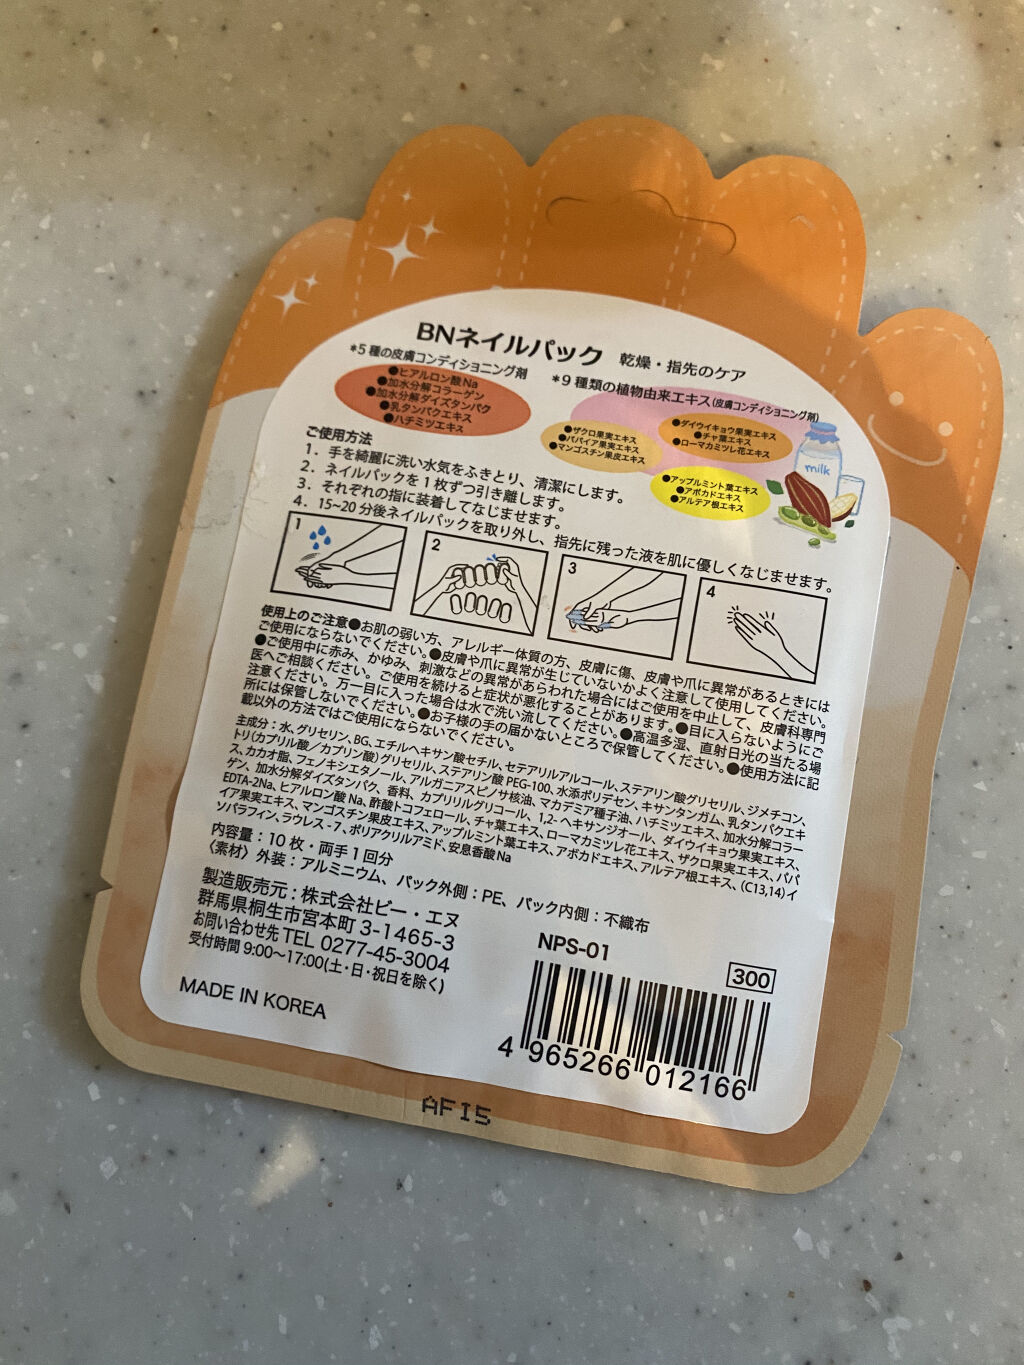 BNネイルパック 乾燥・指先のケア
*5種の皮膚コンディショニング剤
●ヒアルロン酸Na
●加水分解コラーゲン
●加水分解ダイズタンパク
●乳タンパクエキス
●ハチミツエキス
*9種類の植物由来エキス(皮膚コンディショニング剤)
●ザクロ果実エキス
●パパイア果実エキス
●マンゴスチン果皮エキス
●ダイウイキョウ果実エキス
●チャ葉エキス
●ローマカミツレ花エキス
●アップルミント葉エキス
●アボカドエキス
●アルテア根エキス
milk
ご使用方法
1．手を綺麗に洗い水気をふきとり、清潔にします。
2．ネイルパックを1枚ずつ引き離します。
3．それぞれの指に装着してなじませます。
4．15~20分後ネイルパックを取り外し、指先に残った液を肌に優しくなじませます。
1
2
3
4
使用上のご注意●お肌の弱い方、アレルギー体質の方、皮膚に傷、皮膚や爪に異常があるときには
ご使用にならないでください。●皮膚や爪に異常が生じていないかよく注意して使用してください。
●ご使用中に赤み、かゆみ、刺激などの異常があらわれた場合にはご使用を中止して、皮膚科専門
医へご相談ください。ご使用を続けると症状が悪化することがあります。●目に入らないようにご
注意ください。万一目に入った場合は水で洗い流してください。●高温多湿、直射日光の当たる場
所には保管しないでください。●お子様の手の届かないところで保管してください。●使用方法に記
載以外の方法ではご使用にならないでください。
主成分：水、グリセリン、BG、エチルヘキサン酸セチル、セテアリルアルコール、ステアリン酸グリセリル、ジメチコン、
トリ(カプリル酸／カプリン酸)グリセリル、ステアリン酸PEG-100、水添ポリデセン、キサンタンガム、乳タンパクエキ
ス、カカオ脂、フェノキシエタノール、アルガニアスピノサ核油、マカデミア種子油、ハチミツエキス、加水分解コラー
ゲン、加水分解ダイズタンパク、香料、カプリリルグリコール、1,2-ヘキサンジオール、ダイウイキョウ果実エキス、
EDTA-2Na、ヒアルロン酸Na、酢酸トコフェロール、チャ葉エキス、ローマカミツレ花エキス、ザクロ果実エキス、パパ
イア果実エキス、マンゴスチン果皮エキス、アップルミント葉エキス、アボカドエキス、アルテア根エキス、(C13,14)イ
ソパラフィン、ラウレス-7、ポリアクリルアミド、安息香酸Na
内容量：10枚・両手1回分
〈素材〉外装：アルミニウム、パック外側：PE、パック内側：不織布
製造販売元：株式会社ビー・エヌ
群馬県桐生市宮本町3-1465-3
お問い合わせ先 TEL 0277-45-3004
受付時間 9:00〜17:00(土・日・祝日を除く)
MADE IN KOREA
NPS-01
300
4 965266 012166
AFI5